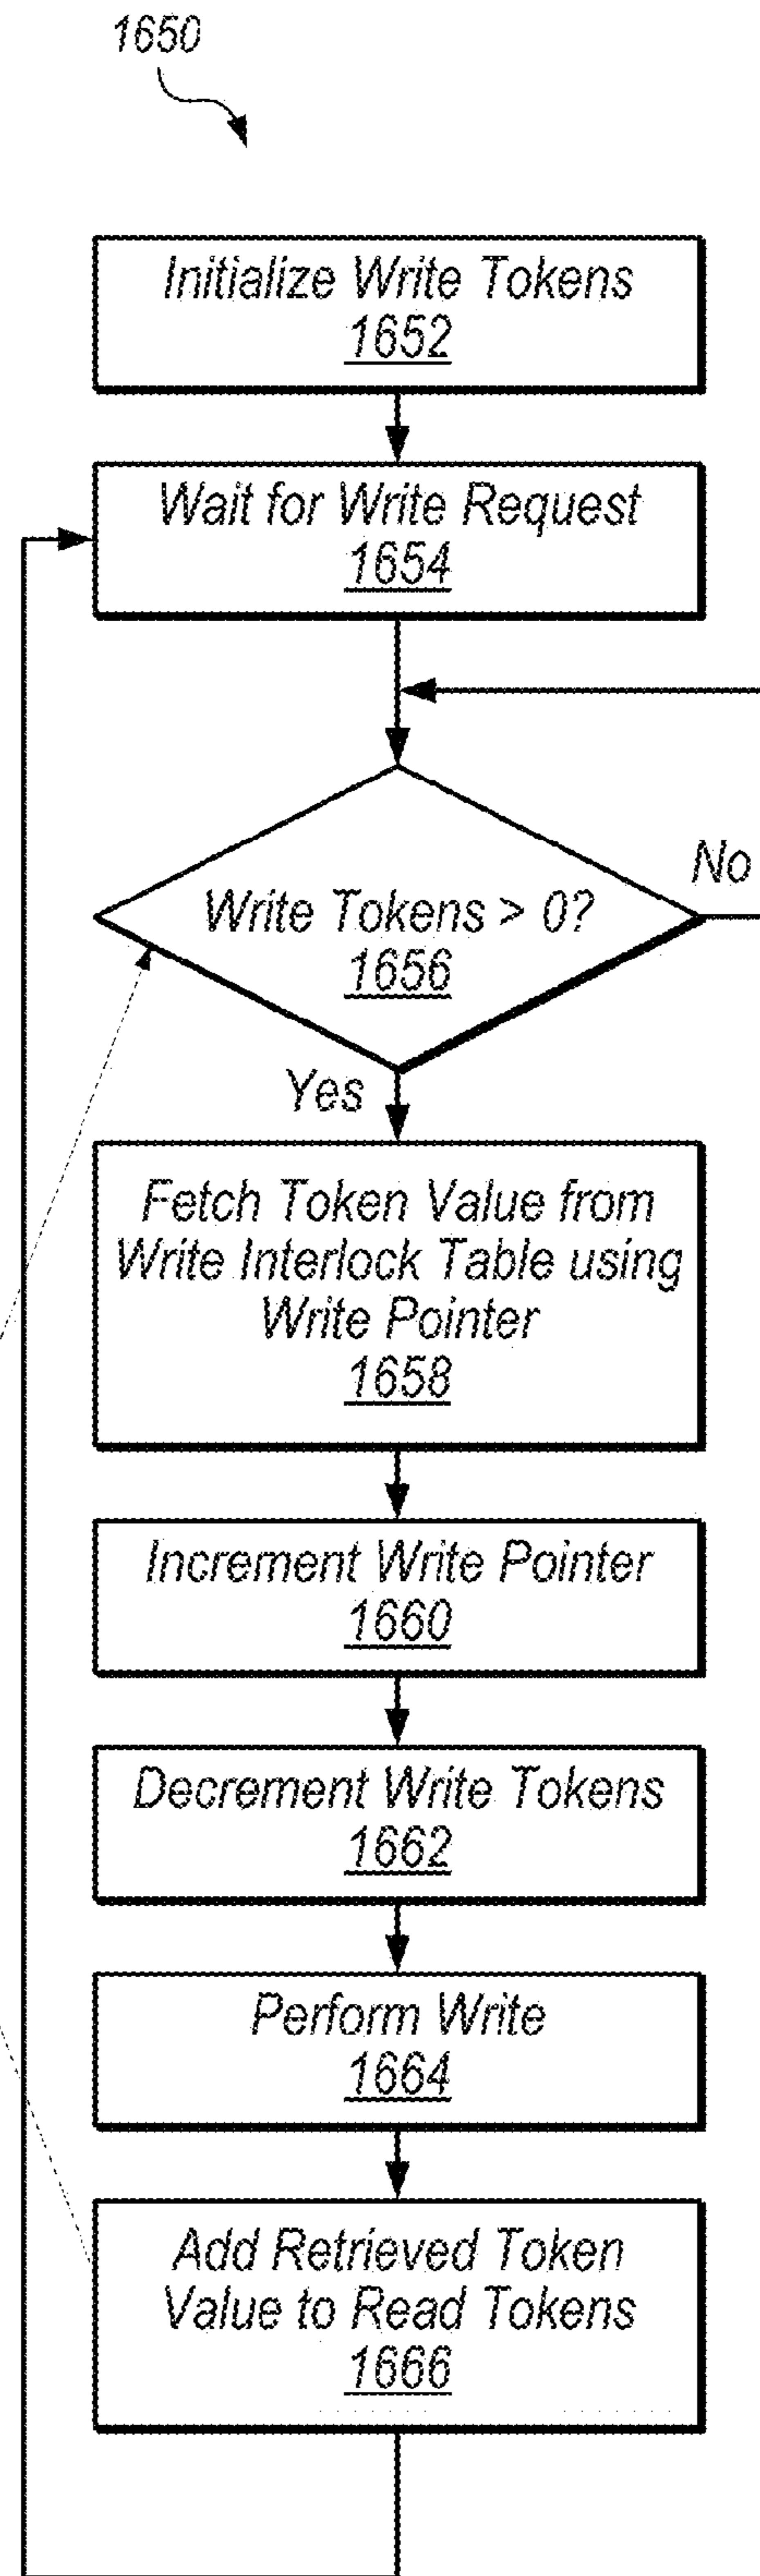 1650
Initialize Write Tokens
1652
Wait for Write Request
1654
Write Tokens > 0?
1656
No
Yes
Fetch Token Value from
Write Interlock Table using
Write Pointer
1658
Increment Write Pointer
1660
Decrement Write Tokens
1662
Perform Write
1664
Add Retrieved Token
Value to Read Tokens
1666